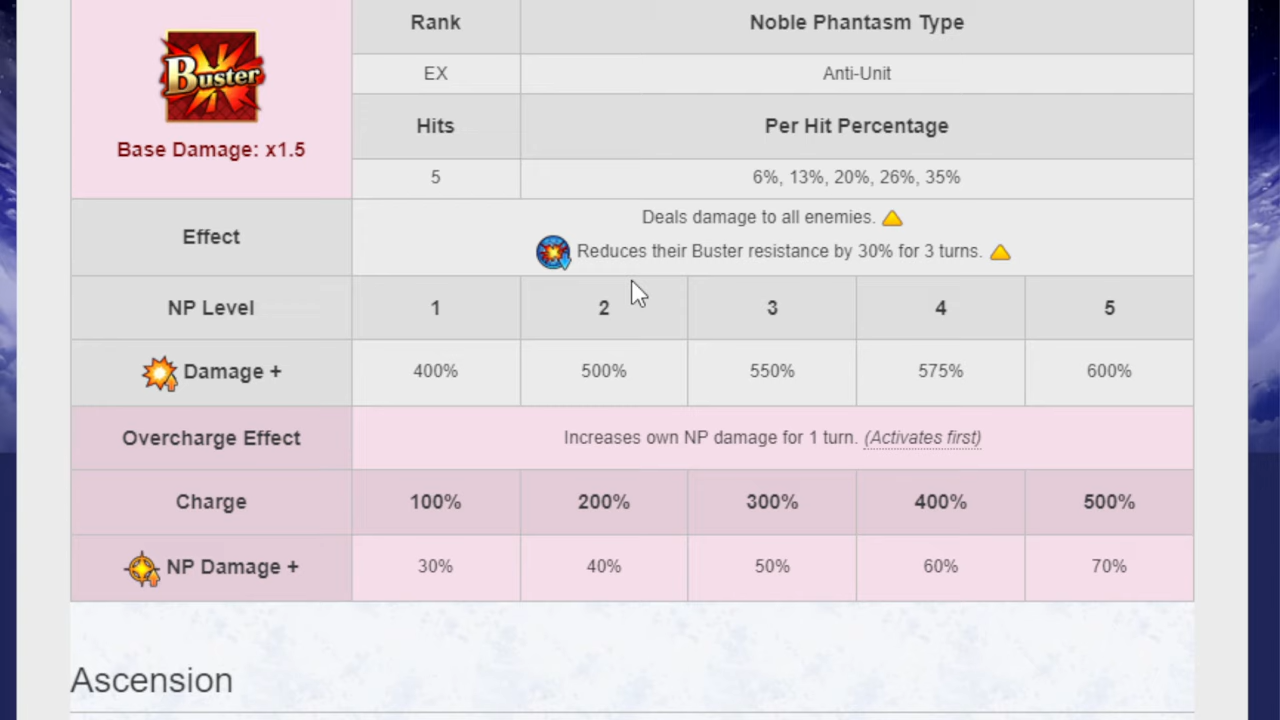 Rank Noble Phantasm Type
Buster
EX Anti-Unit
Hits Per Hit Percentage
Base Damage: x1.5
5 6%, 13%, 20%, 26%, 35%
Effect
Deals damage to all enemies.
Reduces their Buster resistance by 30% for 3 turns.
NP Level 1 2 3 4 5
Damage + 400% 500% 550% 575% 600%
Overcharge Effect Increases own NP damage for 1 turn. (Activates first)
Charge 100% 200% 300% 400% 500%
NP Damage + 30% 40% 50% 60% 70%
Ascension